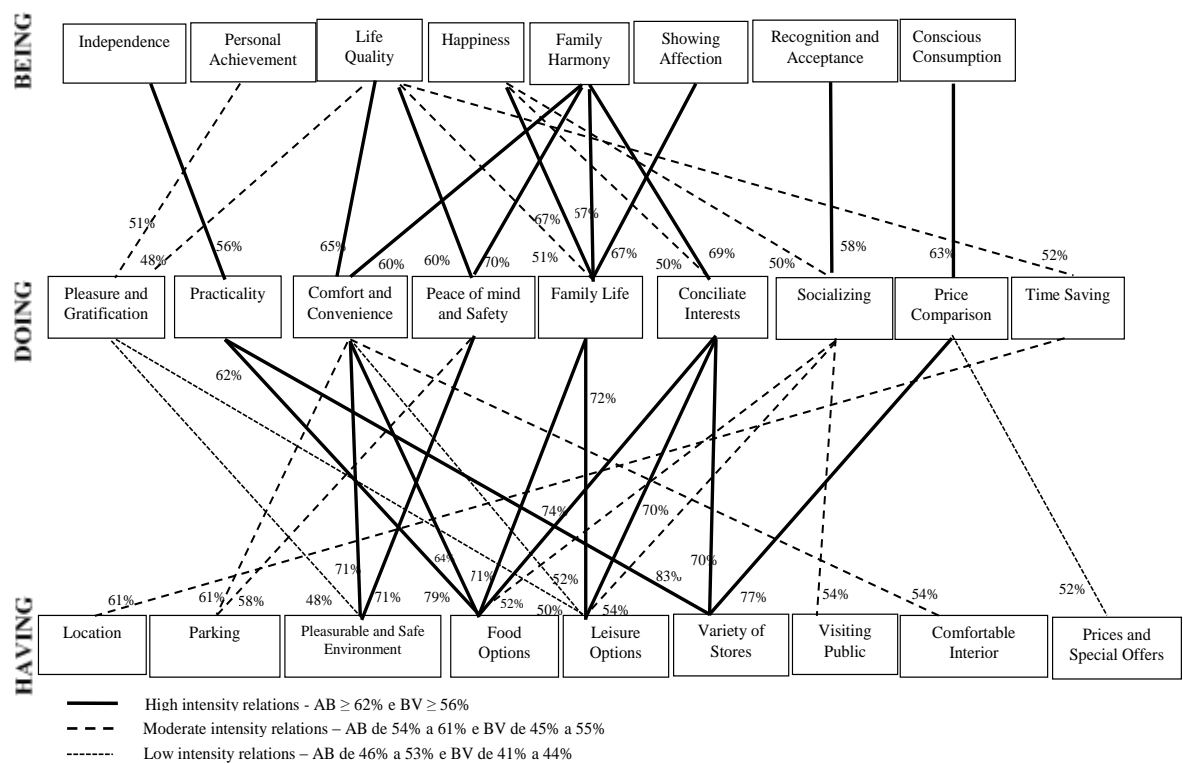 BEING
Independence
Personal
Achievement
Life
Quality
Happiness
Family
Harmony
Showing
Affection
Recognition and
Acceptance
Conscious
Consumption
51%
48%
56%
65%
60%
60%
70%
67%
51%
57%
67%
50%
69%
50%
58%
63%
52%
DOING
Pleasure and
Gratification
Practicality
Comfort and
Convenience
Peace of mind
and Safety
Family Life
Conciliate
Interests
Socializing
Price
Comparison
Time Saving
62%
72%
74%
70%
64%
70%
71%
71%
52%
83%
61%
61%
58%
48%
71%
79%
52%
50%
54%
77%
54%
54%
52%
HAVING
Location
Parking
Pleasurable and Safe
Environment
Food
Options
Leisure
Options
Variety of
Stores
Visiting
Public
Comfortable
Interior
Prices and
Special Offers
High intensity relations - AB ≥ 62% e BV ≥ 56%
Moderate intensity relations – AB de 54% a 61% e BV de 45% a 55%
Low intensity relations – AB de 46% a 53% e BV de 41% a 44%